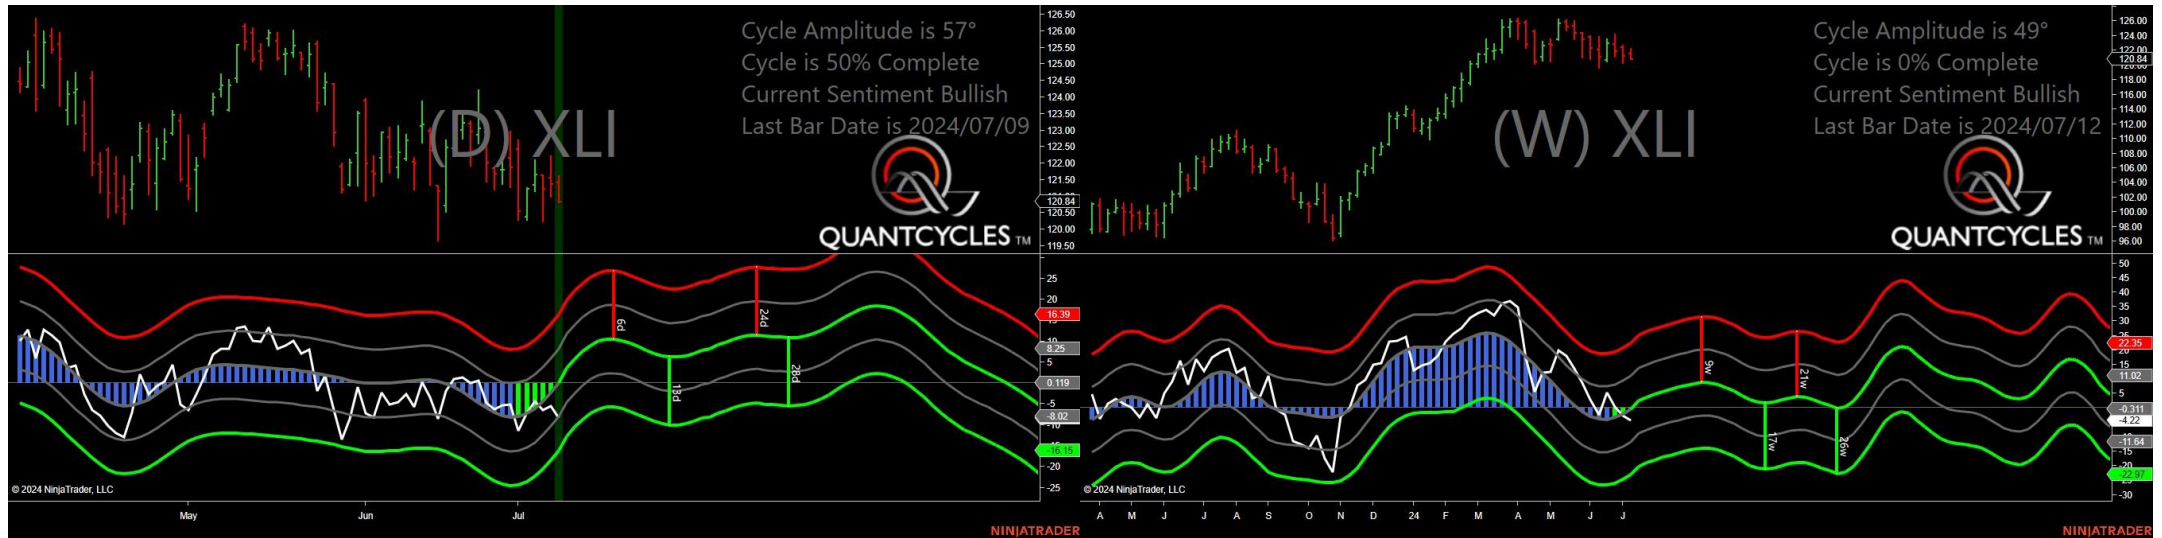 Cycle Amplitude is 57°
Cycle is 50% Complete
Current Sentiment Bullish
Last Bar Date is 2024/07/09
(D) XLI
QUANTCYCLES TM
126.50
126.00
125.50
125.00
124.50
124.00
123.50
123.00
122.50
122.00
121.50
120.84
120.50
120.00
119.50
25
20
16.39
8.25
5
0.119
-5
-8.02
-16.15
-20
-25
6d
24d
13d
28d
© 2024 NinjaTrader, LLC
May
Jun
Jul
NINJATRADER
Cycle Amplitude is 49°
Cycle is 0% Complete
Current Sentiment Bullish
Last Bar Date is 2024/07/12
(W) XLI
QUANTCYCLES TM
126.00
124.00
122.00
120.84
118.00
116.00
114.00
112.00
110.00
108.00
106.00
104.00
102.00
100.00
98.00
96.00
50
45
40
35
30
25
22.35
20
15
11.02
5
-0.311
-4.22
-11.64
-15
-20
-22.97
-30
9w
21w
17w
26w
© 2024 NinjaTrader, LLC
A
M
J
J
A
S
O
N
D
24
F
M
A
M
J
J
NINJATRADER